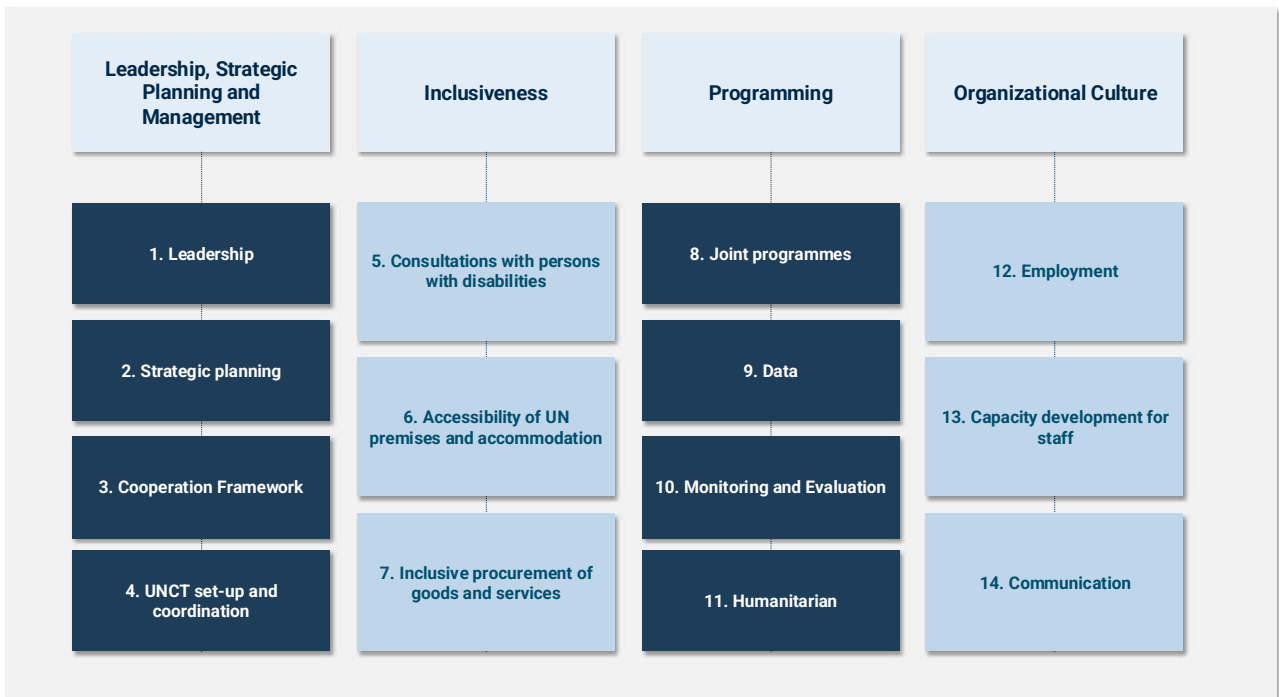 Leadership, Strategic
Planning and
Management
1. Leadership
2. Strategic planning
3. Cooperation Framework
4. UNCT set-up and
coordination
Inclusiveness
5. Consultations with persons
with disabilities
6. Accessibility of UN
premises and accommodation
7. Inclusive procurement of
goods and services
Programming
8. Joint programmes
9. Data
10. Monitoring and Evaluation
11. Humanitarian
Organizational Culture
12. Employment
13. Capacity development for
staff
14. Communication